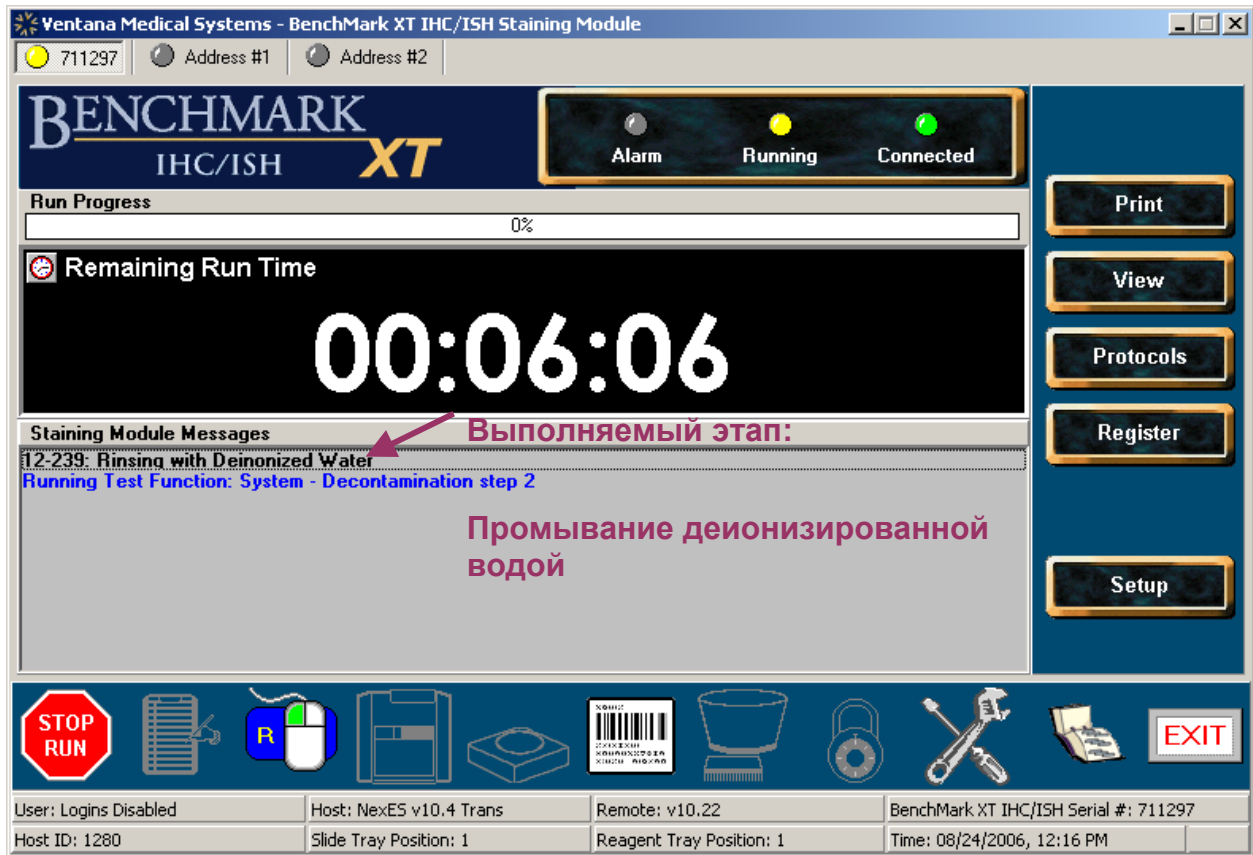 Ventana Medical Systems - BenchMark XT IHC/ISH Staining Module
711297 Address #1 Address #2
BENCHMARK
IHC/ISH XT
Alarm Running Connected
Run Progress
0%
Remaining Run Time
00:06:06
Print
View
Protocols
Register
Setup
Staining Module Messages
Выполняемый этап:
12-239: Rinsing with Deinonized Water
Running Test Function: System - Decontamination step 2
Промывание деионизированной
водой
STOP
RUN
R
EXIT
User: Logins Disabled Host: NexES v10.4 Trans Remote: v10.22 BenchMark XT IHC/ISH Serial #: 711297
Host ID: 1280 Slide Tray Position: 1 Reagent Tray Position: 1 Time: 08/24/2006, 12:16 PM